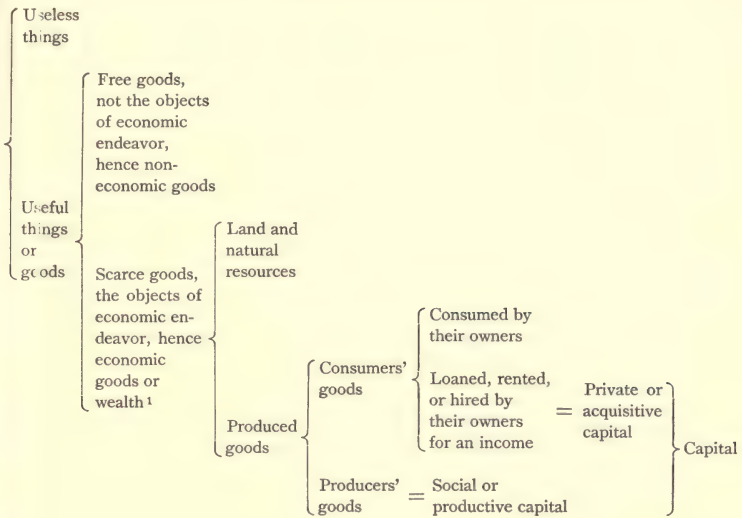 Useless
things
Free goods,
not the objects
of economic
endeavor,
hence non-
economic goods
Useful
things
or
goods
Scarce goods,
the objects of
economic en-
deavor, hence
economic
goods or
wealth¹
Land and
natural
resources
Produced
goods
Consumers'
goods
Consumed by
their owners
Loaned, rented,
or hired by
their owners
for an income
= Private or
acquisitive
capital
Producers'
goods
= Social or
productive capital
Capital